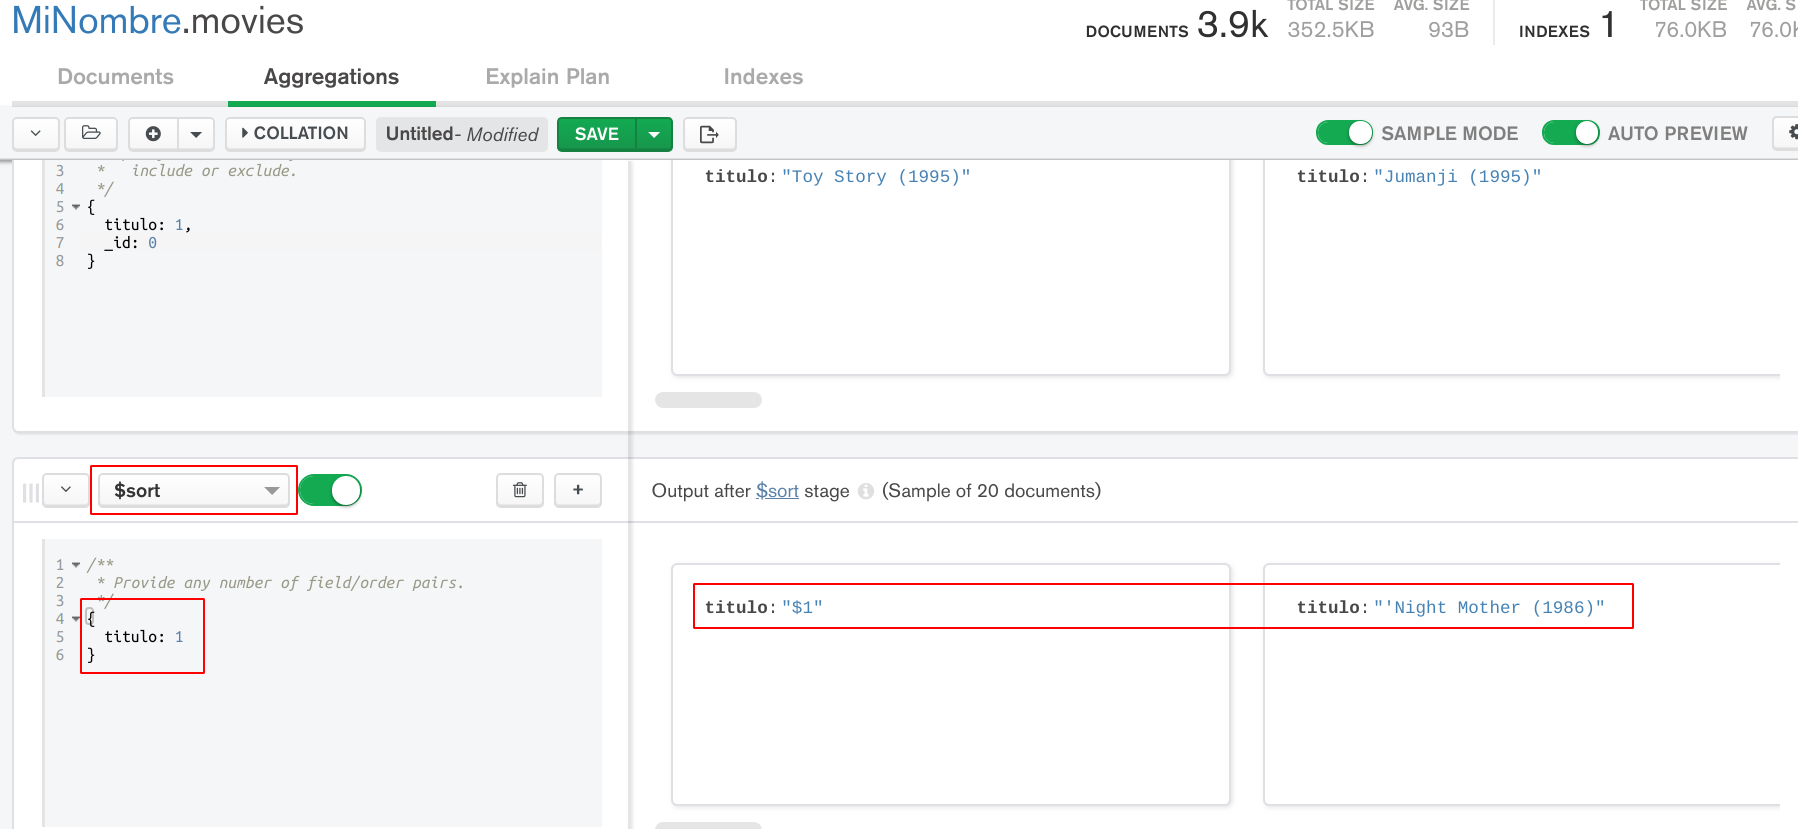 MiNombre.movies
DOCUMENTS 3.9k TOTAL SIZE 352.5KB AVG. SIZE 93B INDEXES 1 TOTAL SIZE 76.0KB AVG. S 76.0K
Documents Aggregations Explain Plan Indexes
COLLATION Untitled- Modified SAVE SAMPLE MODE AUTO PREVIEW
3 * include or exclude.
4 */
5 {
6 titulo: 1,
7 _id: 0
8 }
titulo: "Toy Story (1995)"
titulo: "Jumanji (1995)"
$sort
Output after $sort stage (Sample of 20 documents)
1 /**
2 * Provide any number of field/order pairs.
3 */
4 {
5 titulo: 1
6 }
titulo: "$1"
titulo: "'Night Mother (1986)"